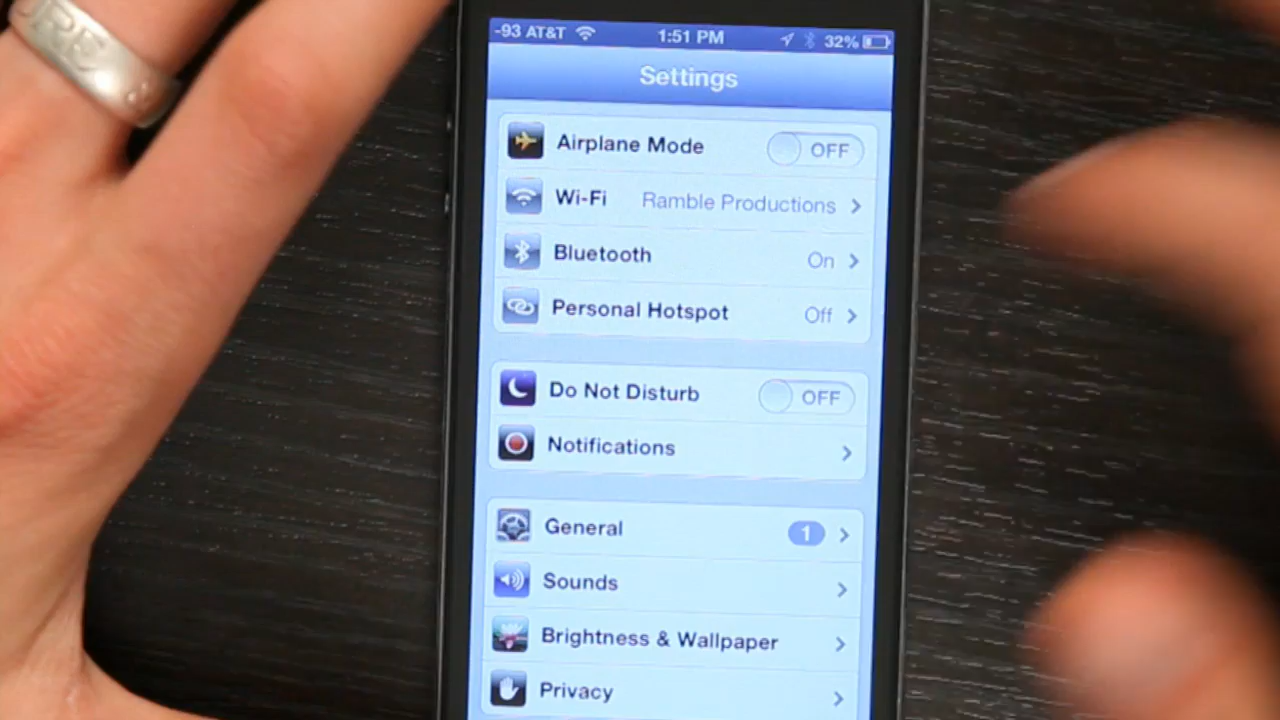 -93 AT&T 1:51 PM 32%
Settings
Airplane Mode OFF
Wi-Fi Ramble Productions
Bluetooth On
Personal Hotspot Off
Do Not Disturb OFF
Notifications
General 1
Sounds
Brightness & Wallpaper
Privacy